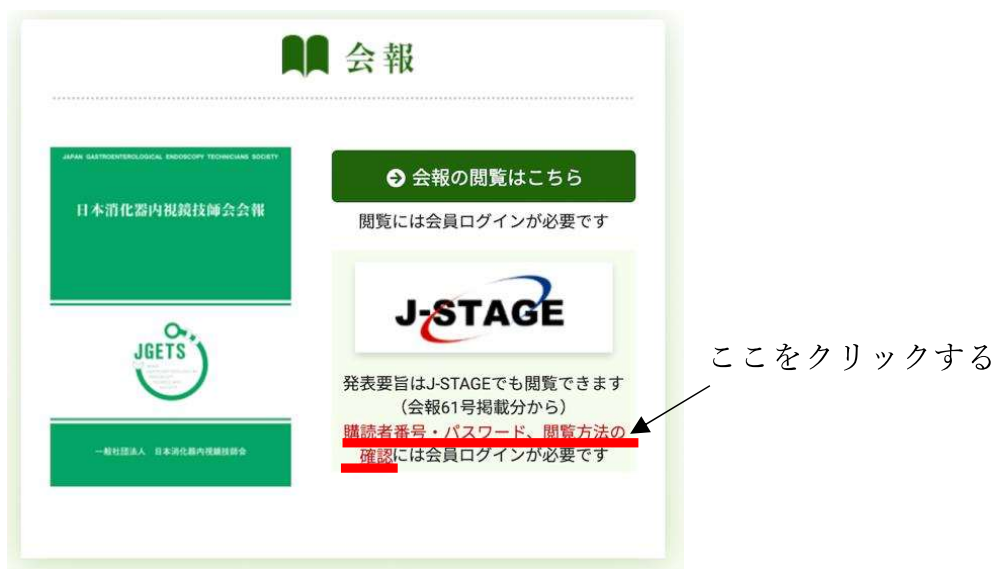 会報
JAPAN GASTROENTEROLOGICAL ENDOSCOPY TECHNICIANS SOCIETY
日本消化器内視鏡技師会会報
JGETS
一般社団法人 日本消化器内視鏡技師会
会報の閲覧はこちら
閲覧には会員ログインが必要です
J-STAGE
発表要旨はJ-STAGEでも閲覧できます
（会報61号掲載分から）
購読者番号・パスワード、閲覧方法の
確認には会員ログインが必要です
ここをクリックする